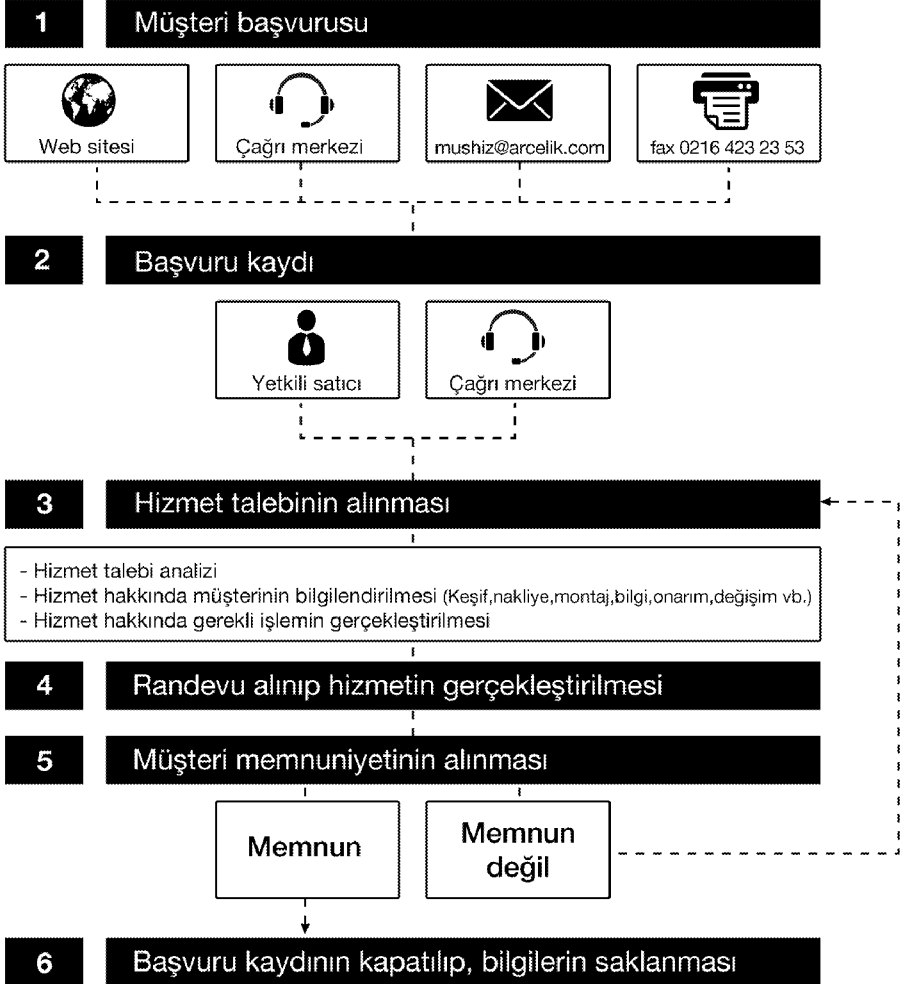 1 Müşteri başvurusu
Web sitesi
Çağrı merkezi
mushiz@arcelik.com
fax 0216 423 23 53
2 Başvuru kaydı
Yetkili satıcı
Çağrı merkezi
3 Hizmet talebinin alınması
- Hizmet talebi analizi
- Hizmet hakkında müşterinin bilgilendirilmesi (Keşif,nakliye,montaj,bilgi,onarım,değişim vb.)
- Hizmet hakkında gerekli işlemin gerçekleştirilmesi
4 Randevu alınıp hizmetin gerçekleştirilmesi
5 Müşteri memnuniyetinin alınması
Memnun
Memnun
değil
6 Başvuru kaydının kapatılıp, bilgilerin saklanması